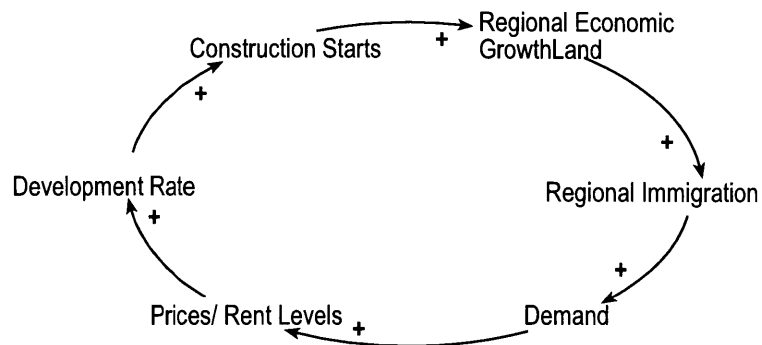 Regional Economic
GrowthLand
Construction Starts
+
+
+
Development Rate
Regional Immigration
+
+
Prices/ Rent Levels
+
Demand